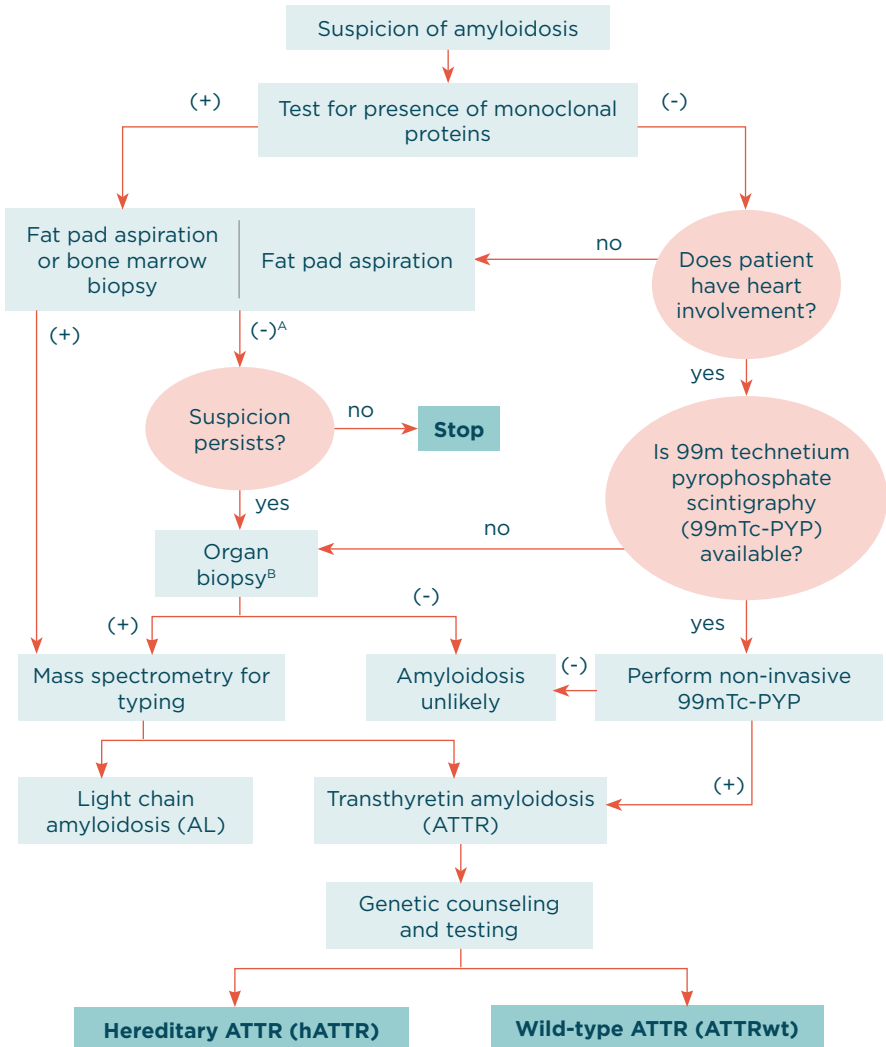 Suspicion of amyloidosis
(+)
(-)
Test for presence of monoclonal
proteins
Fat pad aspiration
or bone marrow
biopsy
Fat pad aspiration
no
Does patient
have heart
involvement?
(+)
(-)ᴬ
yes
Suspicion
persists?
no
Stop
Is 99m technetium
pyrophosphate
scintigraphy
(99mTc-PYP)
available?
yes
no
Organ
biopsyᴮ
(+)
(-)
yes
Mass spectrometry for
typing
Amyloidosis
unlikely
(-)
Perform non-invasive
99mTc-PYP
(+)
Light chain
amyloidosis (AL)
Transthyretin amyloidosis
(ATTR)
Genetic counseling
and testing
Hereditary ATTR (hATTR)
Wild-type ATTR (ATTRwt)